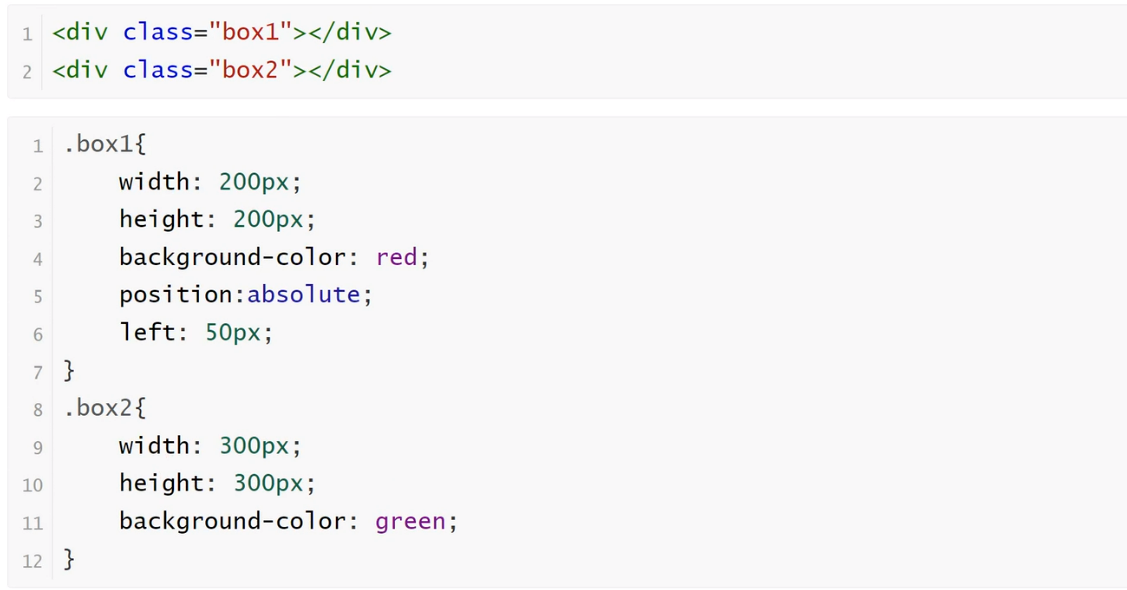 1 <div class="box1"></div>
2 <div class="box2"></div>
1 .box1{
2     width: 200px;
3     height: 200px;
4     background-color: red;
5     position:absolute;
6     left: 50px;
7 }
8 .box2{
9     width: 300px;
10     height: 300px;
11     background-color: green;
12 }